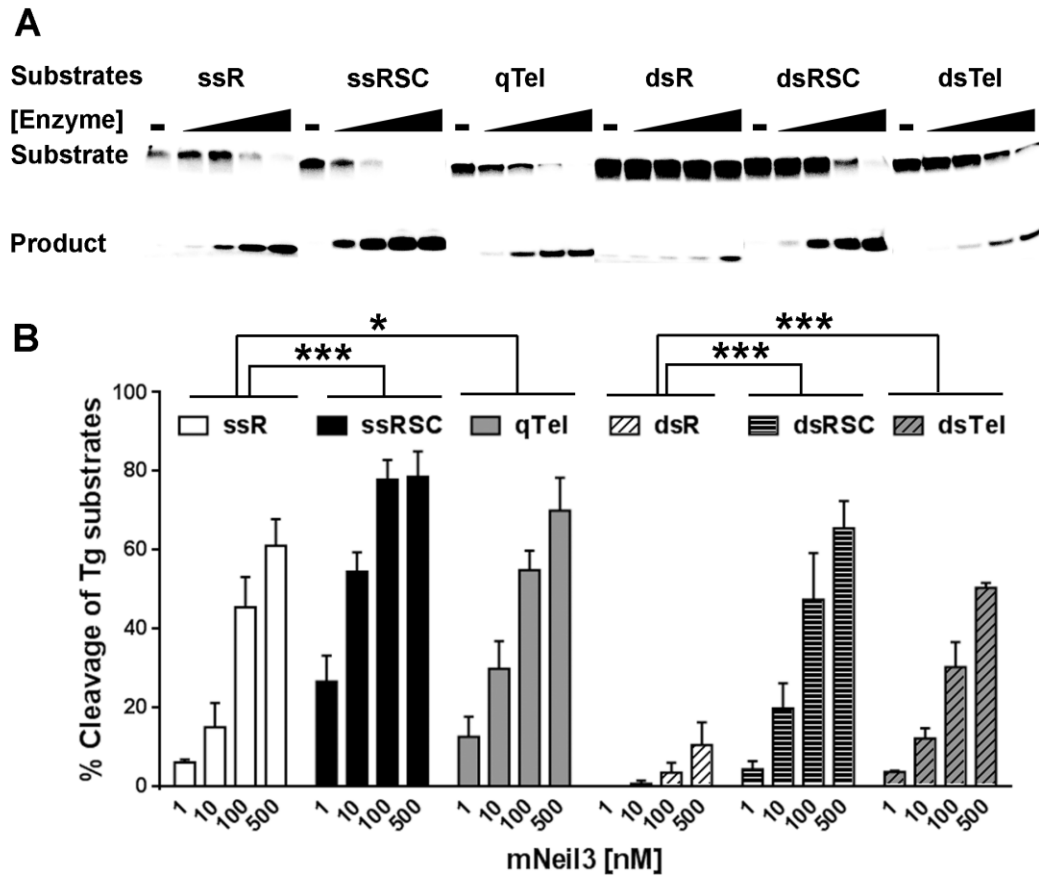 A
Substrates ssR ssRSC qTel dsR dsRSC dsTel
[Enzyme] - - - - - -
Substrate
Product
B
* ***
*** ***
100
ssR ssRSC qTel dsR dsRSC dsTel
80
60
40
20
0
% Cleavage of Tg substrates
1 10 100 500 1 10 100 500 1 10 100 500 1 10 100 500 1 10 100 500 1 10 100 500
mNeil3 [nM]